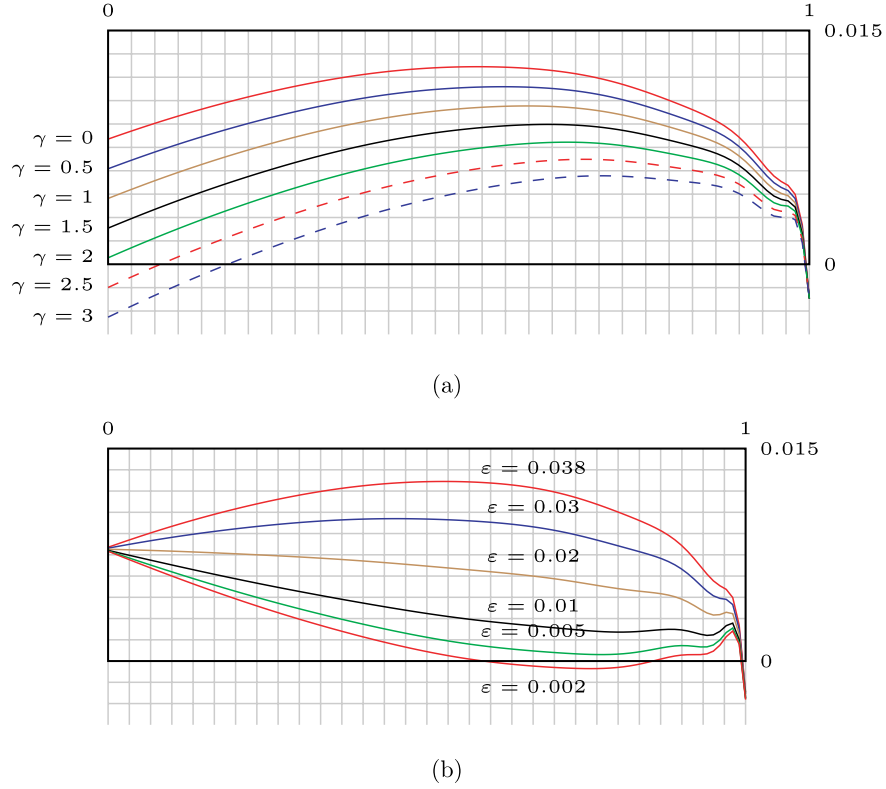 0 1
0.015
γ = 0
γ = 0.5
γ = 1
γ = 1.5
γ = 2
0
γ = 2.5
γ = 3
(a)
0 1
0.015
ε = 0.038
ε = 0.03
ε = 0.02
ε = 0.01
ε = 0.005
0
ε = 0.002
(b)